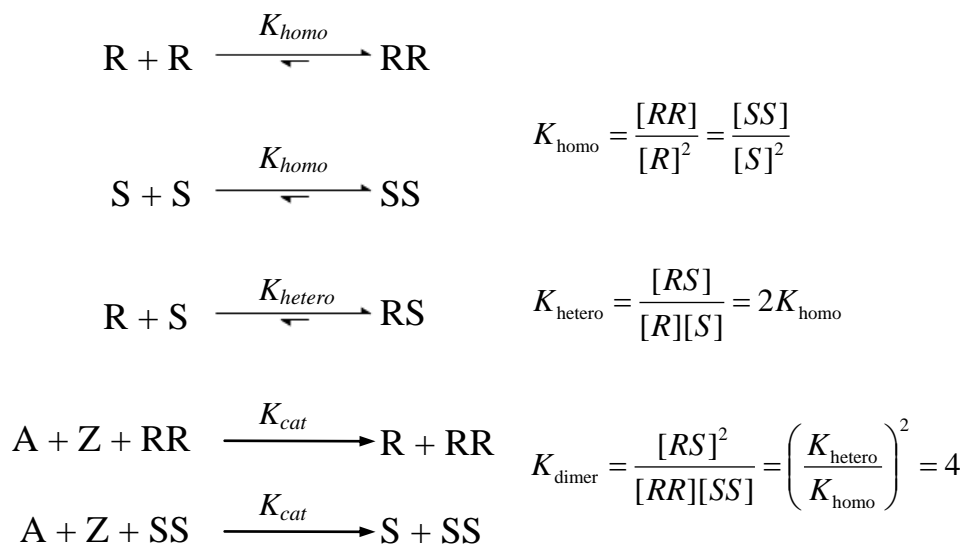 R + R K_homo RR
K_homo = [RR]/[R]^2 = [SS]/[S]^2
S + S K_homo SS
R + S K_hetero RS
K_hetero = [RS]/[R][S] = 2K_homo
A + Z + RR K_cat R + RR
K_dimer = [RS]^2/[RR][SS] = (K_hetero/K_homo)^2 = 4
A + Z + SS K_cat S + SS